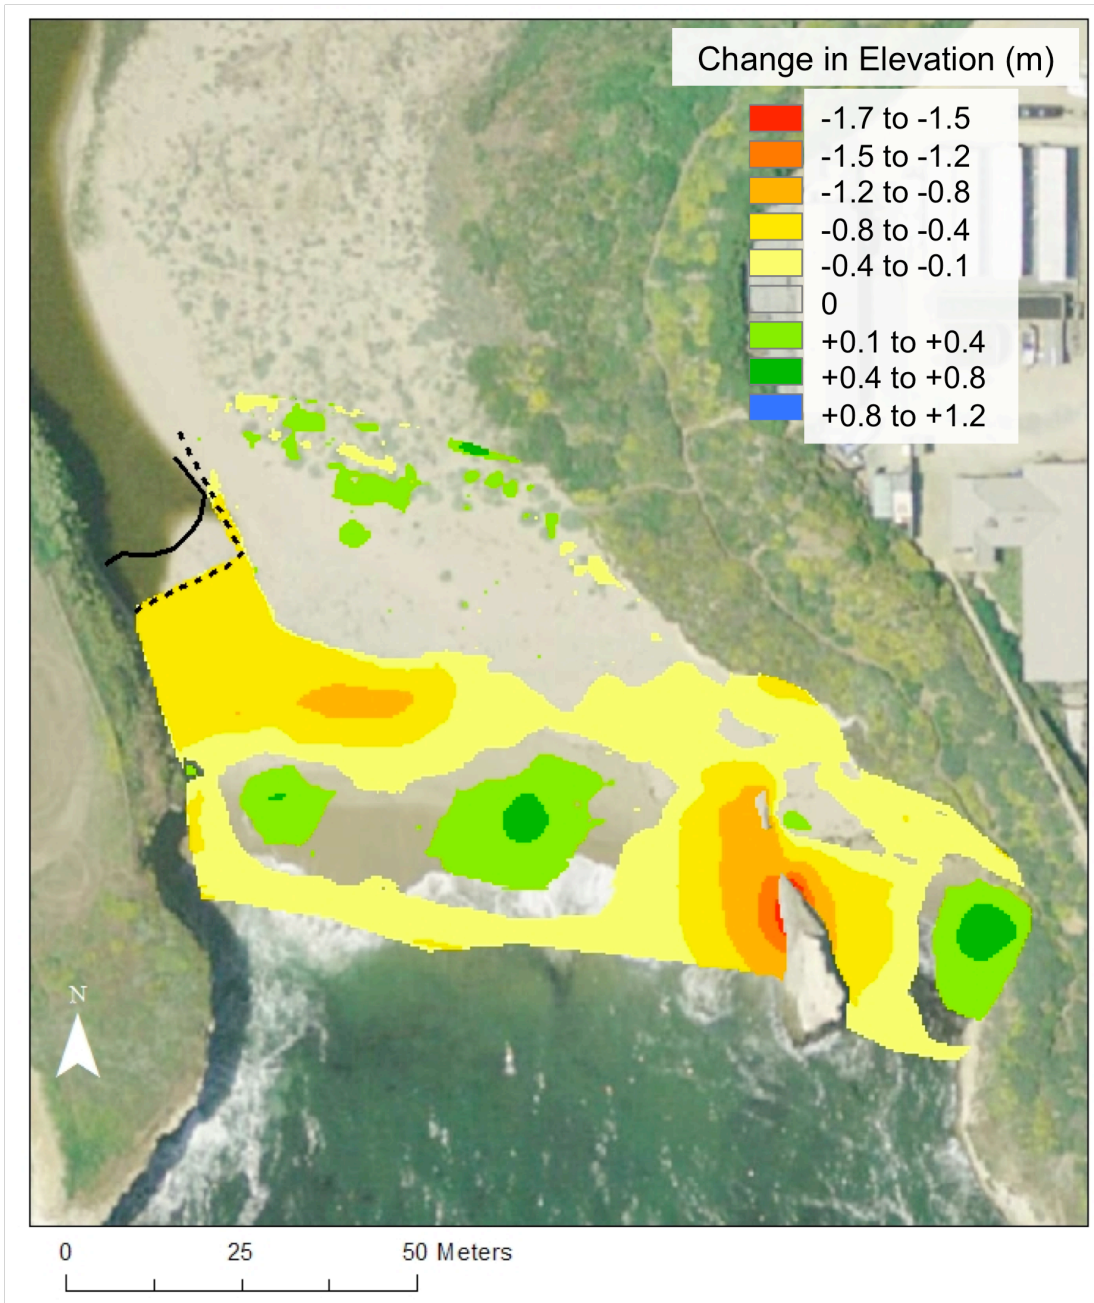 Change in Elevation (m)
-1.7 to -1.5
-1.5 to -1.2
-1.2 to -0.8
-0.8 to -0.4
-0.4 to -0.1
0
+0.1 to +0.4
+0.4 to +0.8
+0.8 to +1.2
N
0 25 50 Meters